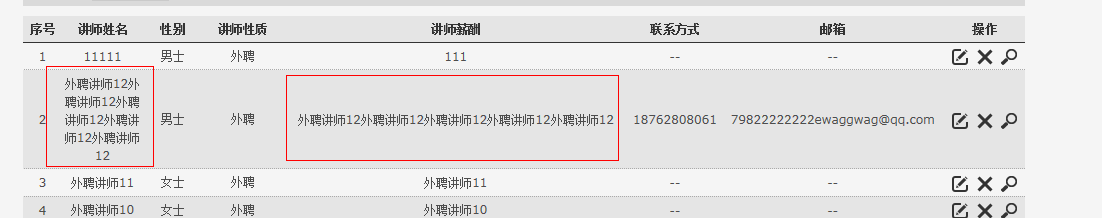 序号 讲师姓名 性别 讲师性质 讲师薪酬 联系方式 邮箱 操作
1 11111 男士 外聘 111 -- --
外聘讲师12外
聘讲师12外聘
讲师12外聘讲
师12外聘讲师
12
2 男士 外聘 外聘讲师12外聘讲师12外聘讲师12外聘讲师12外聘讲师12 18762808061 79822222222ewaggwag@qq.com
3 外聘讲师11 女士 外聘 外聘讲师11 -- --
4 外聘讲师10 女士 外聘 外聘讲师10 -- --